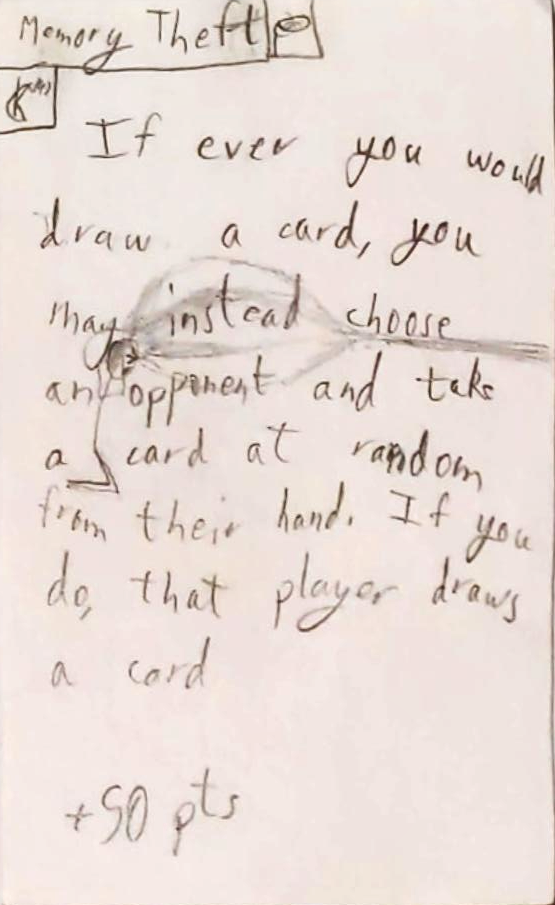 Memory Theft
If ever you would
draw a card, you
may instead choose
an opponent and take
a card at random
from their hand. If you
do, that player draws
a card
+50 pts